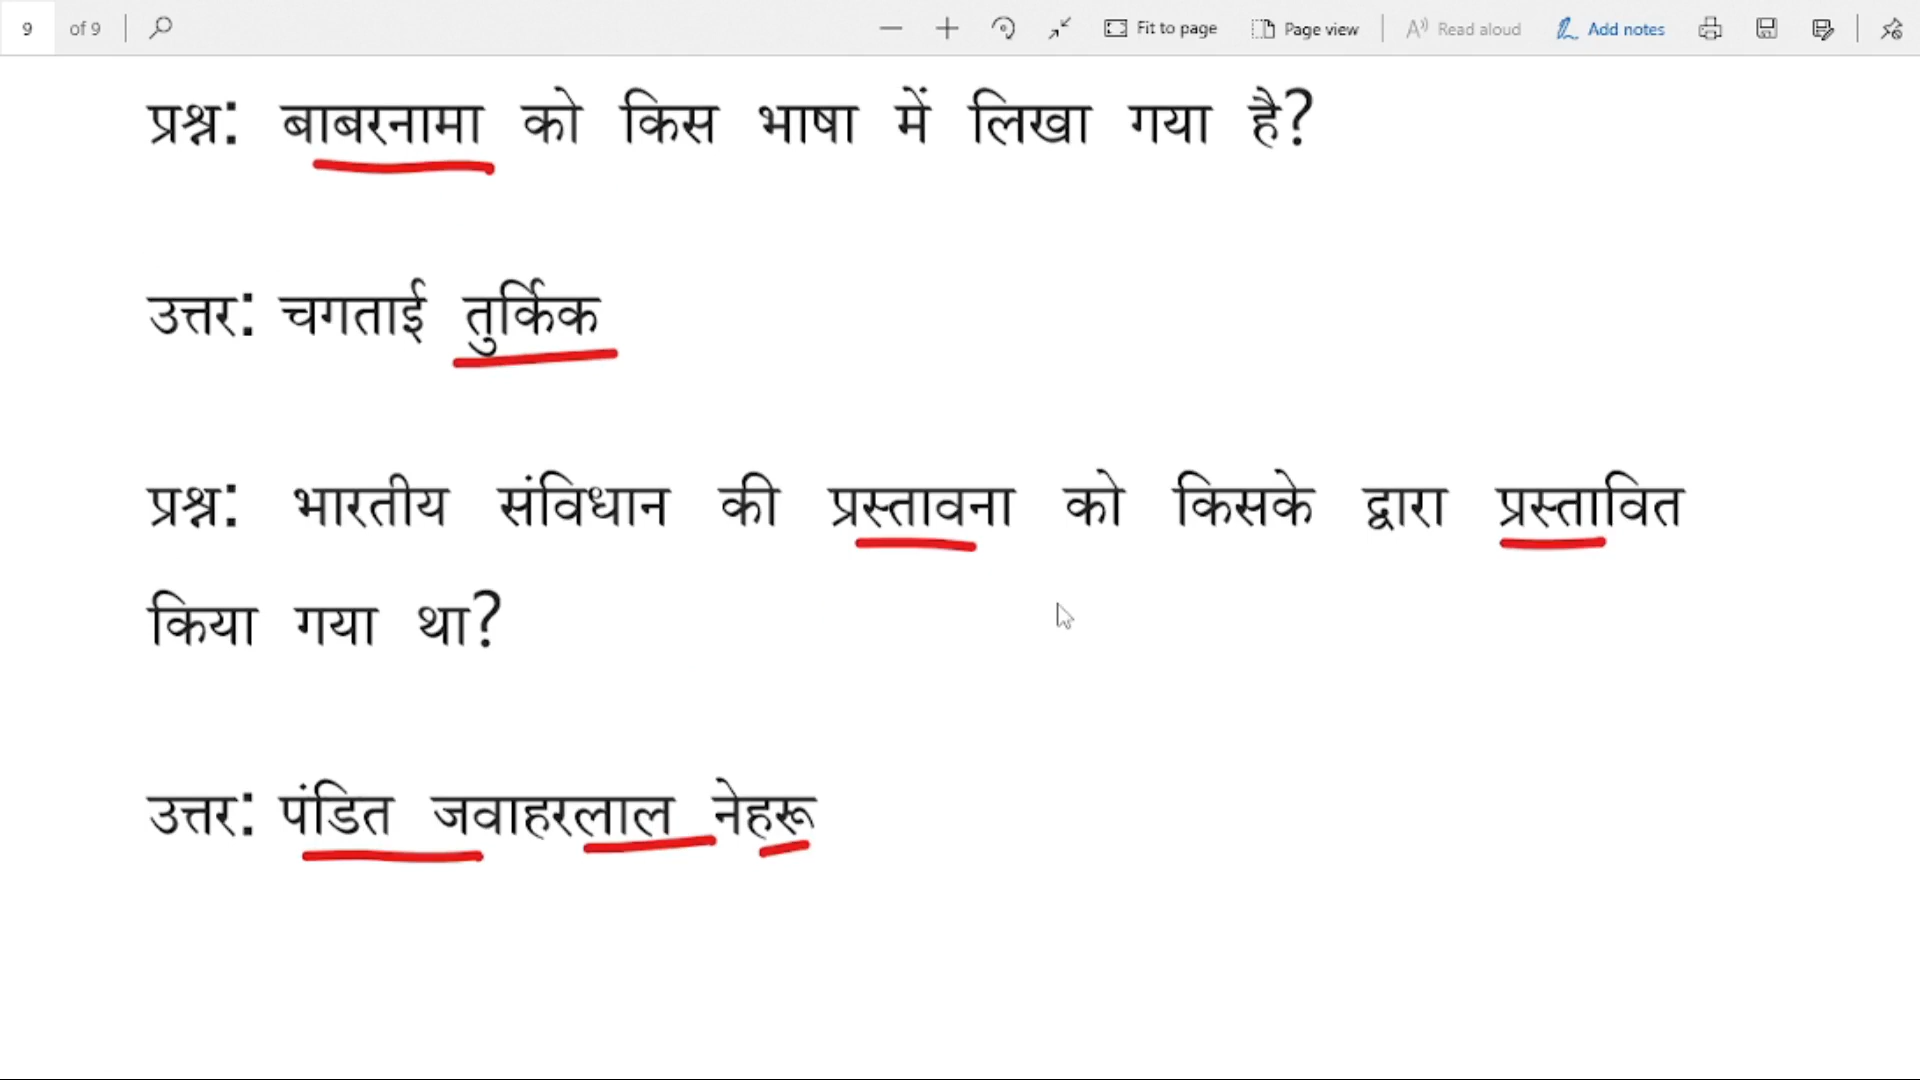 9 of 9 Fit to page Page view Read aloud Add notes
प्रश्न: बाबरनामा को किस भाषा में लिखा गया है?
उत्तर: चगताई तुर्किक
प्रश्न: भारतीय संविधान की प्रस्तावना को किसके द्वारा प्रस्तावित
किया गया था?
उत्तर: पंडित जवाहरलाल नेहरू